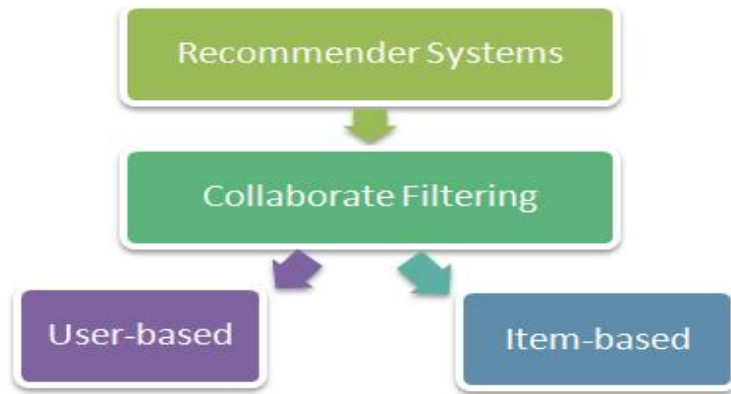 Recommender Systems
Collaborate Filtering
User-based
Item-based